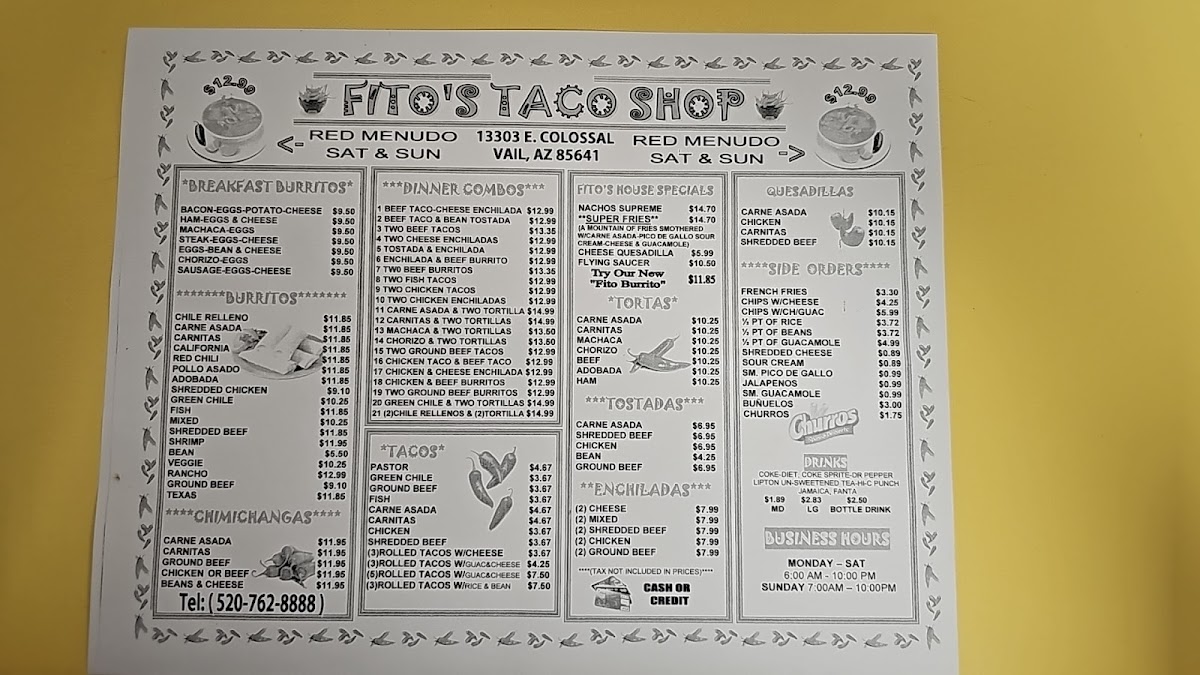 $12.99
FITO'S TACO SHOP
$12.99
<- RED MENUDO
SAT & SUN
13303 E. COLOSSAL
VAIL, AZ 85641
RED MENUDO
SAT & SUN ->
*BREAKFAST BURRITOS*
BACON-EGGS-POTATO-CHEESE $9.50
HAM-EGGS & CHEESE $9.50
MACHACA-EGGS $9.50
STEAK-EGGS-CHEESE $9.50
EGGS-BEAN & CHEESE $9.50
CHORIZO-EGGS $9.50
SAUSAGE-EGGS-CHEESE $9.50
*******BURRITOS*******
CHILE RELLENO $11.85
CARNE ASADA $11.85
CARNITAS $11.85
CALIFORNIA $11.85
RED CHILI $11.85
POLLO ASADO $11.85
ADOBADA $11.85
SHREDDED CHICKEN $9.10
GREEN CHILE $10.25
FISH $11.85
MIXED $10.25
SHREDDED BEEF $11.85
SHRIMP $11.95
BEAN $5.50
VEGGIE $10.25
RANCHO $12.99
GROUND BEEF $9.10
TEXAS $11.85
****CHIMICHANGAS****
CARNE ASADA $11.95
CARNITAS $11.95
GROUND BEEF $11.95
CHICKEN OR BEEF $11.95
BEANS & CHEESE $11.95
Tel: ( 520-762-8888 )
***DINNER COMBOS***
1 BEEF TACO-CHEESE ENCHILADA $12.99
2 BEEF TACO & BEAN TOSTADA $12.99
3 TWO BEEF TACOS $13.35
4 TWO CHEESE ENCHILADAS $12.99
5 TOSTADA & ENCHILADA $12.99
6 ENCHILADA & BEEF BURRITO $12.99
7 TW0 BEEF BURRITOS $13.35
8 TWO FISH TACOS $12.99
9 TWO CHICKEN TACOS $12.99
10 TWO CHICKEN ENCHILADAS $12.99
11 CARNE ASADA & TWO TORTILLA $14.99
12 CARNITAS & TWO TORTILLAS $14.99
13 MACHACA & TWO TORTILLAS $13.50
14 CHORIZO & TWO TORTILLAS $13.50
15 TWO GROUND BEEF TACOS $12.99
16 CHICKEN TACO & BEEF TACO $12.99
17 CHICKEN & CHEESE ENCHILADA $12.99
18 CHICKEN & BEEF BURRITOS $12.99
19 TWO GROUND BEEF BURRITOS $12.99
20 GREEN CHILE & TWO TORTILLAS $14.99
21 (2)CHILE RELLENOS & (2)TORTILLA $14.99
*TACOS*
PASTOR $4.67
GREEN CHILE $3.67
GROUND BEEF $3.67
FISH $3.67
CARNE ASADA $4.67
CARNITAS $4.67
CHICKEN $3.67
SHREDDED BEEF $3.67
(3)ROLLED TACOS W/CHEESE $3.67
(3)ROLLED TACOS W/GUAC&CHEESE $4.25
(5)ROLLED TACOS W/GUAC&CHEESE $7.50
(3)ROLLED TACOS W/RICE & BEAN $7.50
FITO'S HOUSE SPECIALS
NACHOS SUPREME $14.70
**SUPER FRIES** $14.70
(A MOUNTAIN OF FRIES SMOTHERED
W/CARNE ASADA-PICO DE GALLO SOUR
CREAM-CHEESE & GUACAMOLE)
CHEESE QUESADILLA $5.99
FLYING SAUCER $10.50
Try Our New
"Fito Burrito" $11.85
*TORTAS*
CARNE ASADA $10.25
CARNITAS $10.25
MACHACA $10.25
CHORIZO $10.25
BEEF $10.25
ADOBADA $10.25
HAM $10.25
***TOSTADAS***
CARNE ASADA $6.95
SHREDDED BEEF $6.95
CHICKEN $6.95
BEAN $4.25
GROUND BEEF $6.95
**ENCHILADAS***
(2) CHEESE $7.99
(2) MIXED $7.99
(2) SHREDDED BEEF $7.99
(2) CHICKEN $7.99
(2) GROUND BEEF $7.99
****(TAX NOT INCLUDED IN PRICES)****
CASH OR
CREDIT
QUESADILLAS
CARNE ASADA $10.15
CHICKEN $10.15
CARNITAS $10.15
SHREDDED BEEF $10.15
****SIDE ORDERS****
FRENCH FRIES $3.30
CHIPS W/CHEESE $4.25
CHIPS W/CH/GUAC $5.99
½ PT OF RICE $3.72
½ PT OF BEANS $3.72
½ PT OF GUACAMOLE $4.99
SHREDDED CHEESE $0.89
SOUR CREAM $0.89
SM. PICO DE GALLO $0.99
JALAPENOS $0.99
SM. GUACAMOLE $0.99
BUÑUELOS $3.00
CHURROS $1.75
Churros
DRINKS
COKE-DIET, COKE SPRITE-DR PEPPER
LIPTON UN-SWEETENED TEA-HI-C PUNCH
JAMAICA, FANTA
$1.89 $2.83 $2.50
MD LG BOTTLE DRINK
BUSINESS HOURS
MONDAY – SAT
6:00 AM - 10:00 PM
SUNDAY 7:00AM – 10:00PM